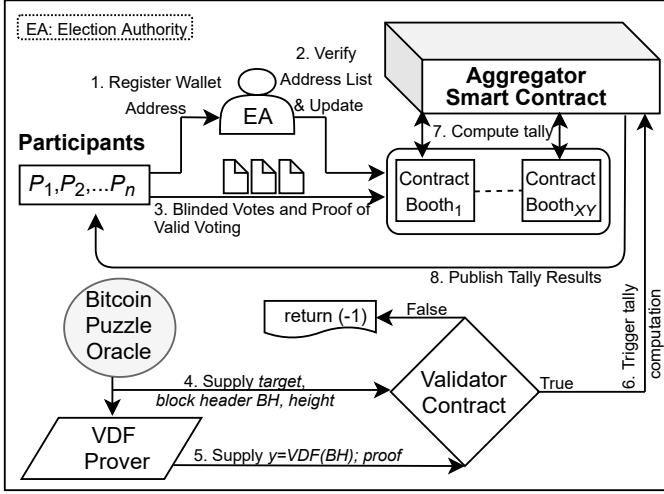 EA: Election Authority
1. Register Wallet
Address
2. Verify
Address List
& Update
EA
Aggregator
Smart Contract
Participants
P1,P2,...Pn
7. Compute tally
Contract
Booth1
Contract
BoothXY
3. Blinded Votes and Proof of
Valid Voting
8. Publish Tally Results
Bitcoin
Puzzle
Oracle
return (-1)
False
4. Supply target,
block header BH, height
Validator
Contract
True
6. Trigger tally
computation
VDF
Prover
5. Supply y=VDF(BH); proof